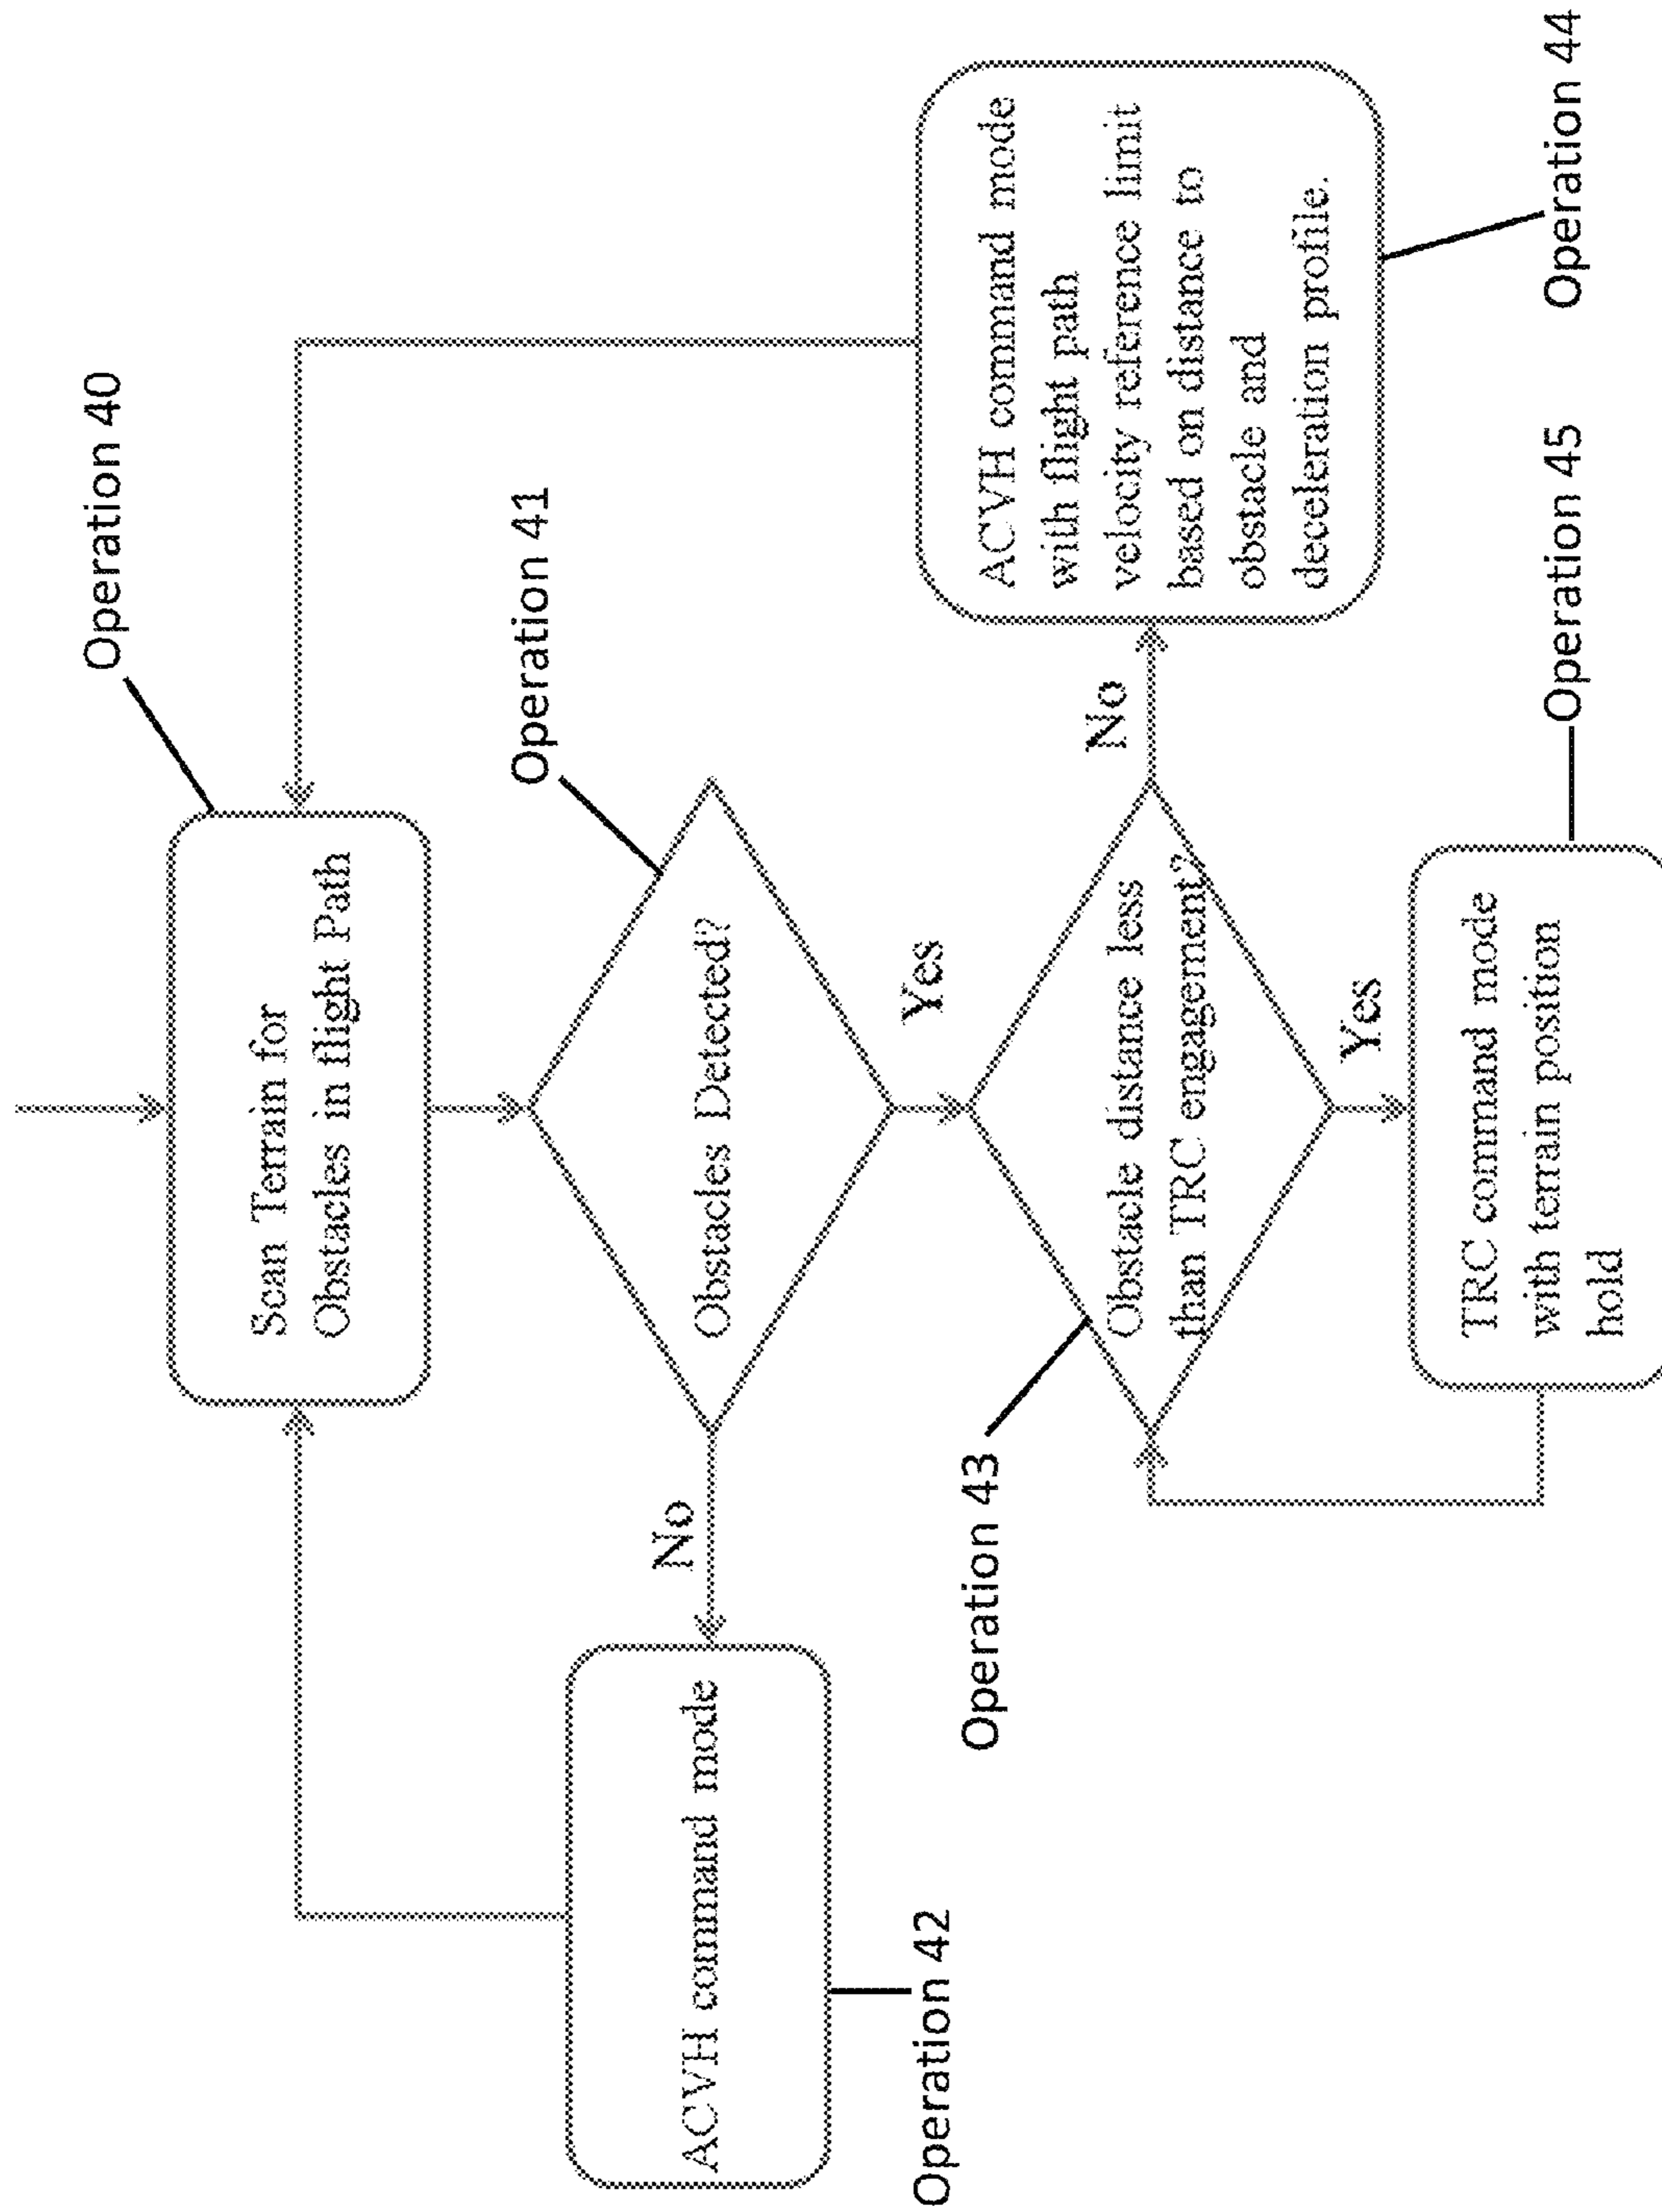 Operation 40
Scan Terrain for
Obstacles in flight Path
Operation 41
Obstacles Detected?
No
ACVH command mode
Operation 42
Yes
Operation 43
Obstacle distance less
than TRC engagement?
No
ACVH command mode
with flight path
velocity reference limit
based on distance to
obstacle and
deceleration profile.
Operation 44
Yes
TRC command mode
with terrain position
hold
Operation 45